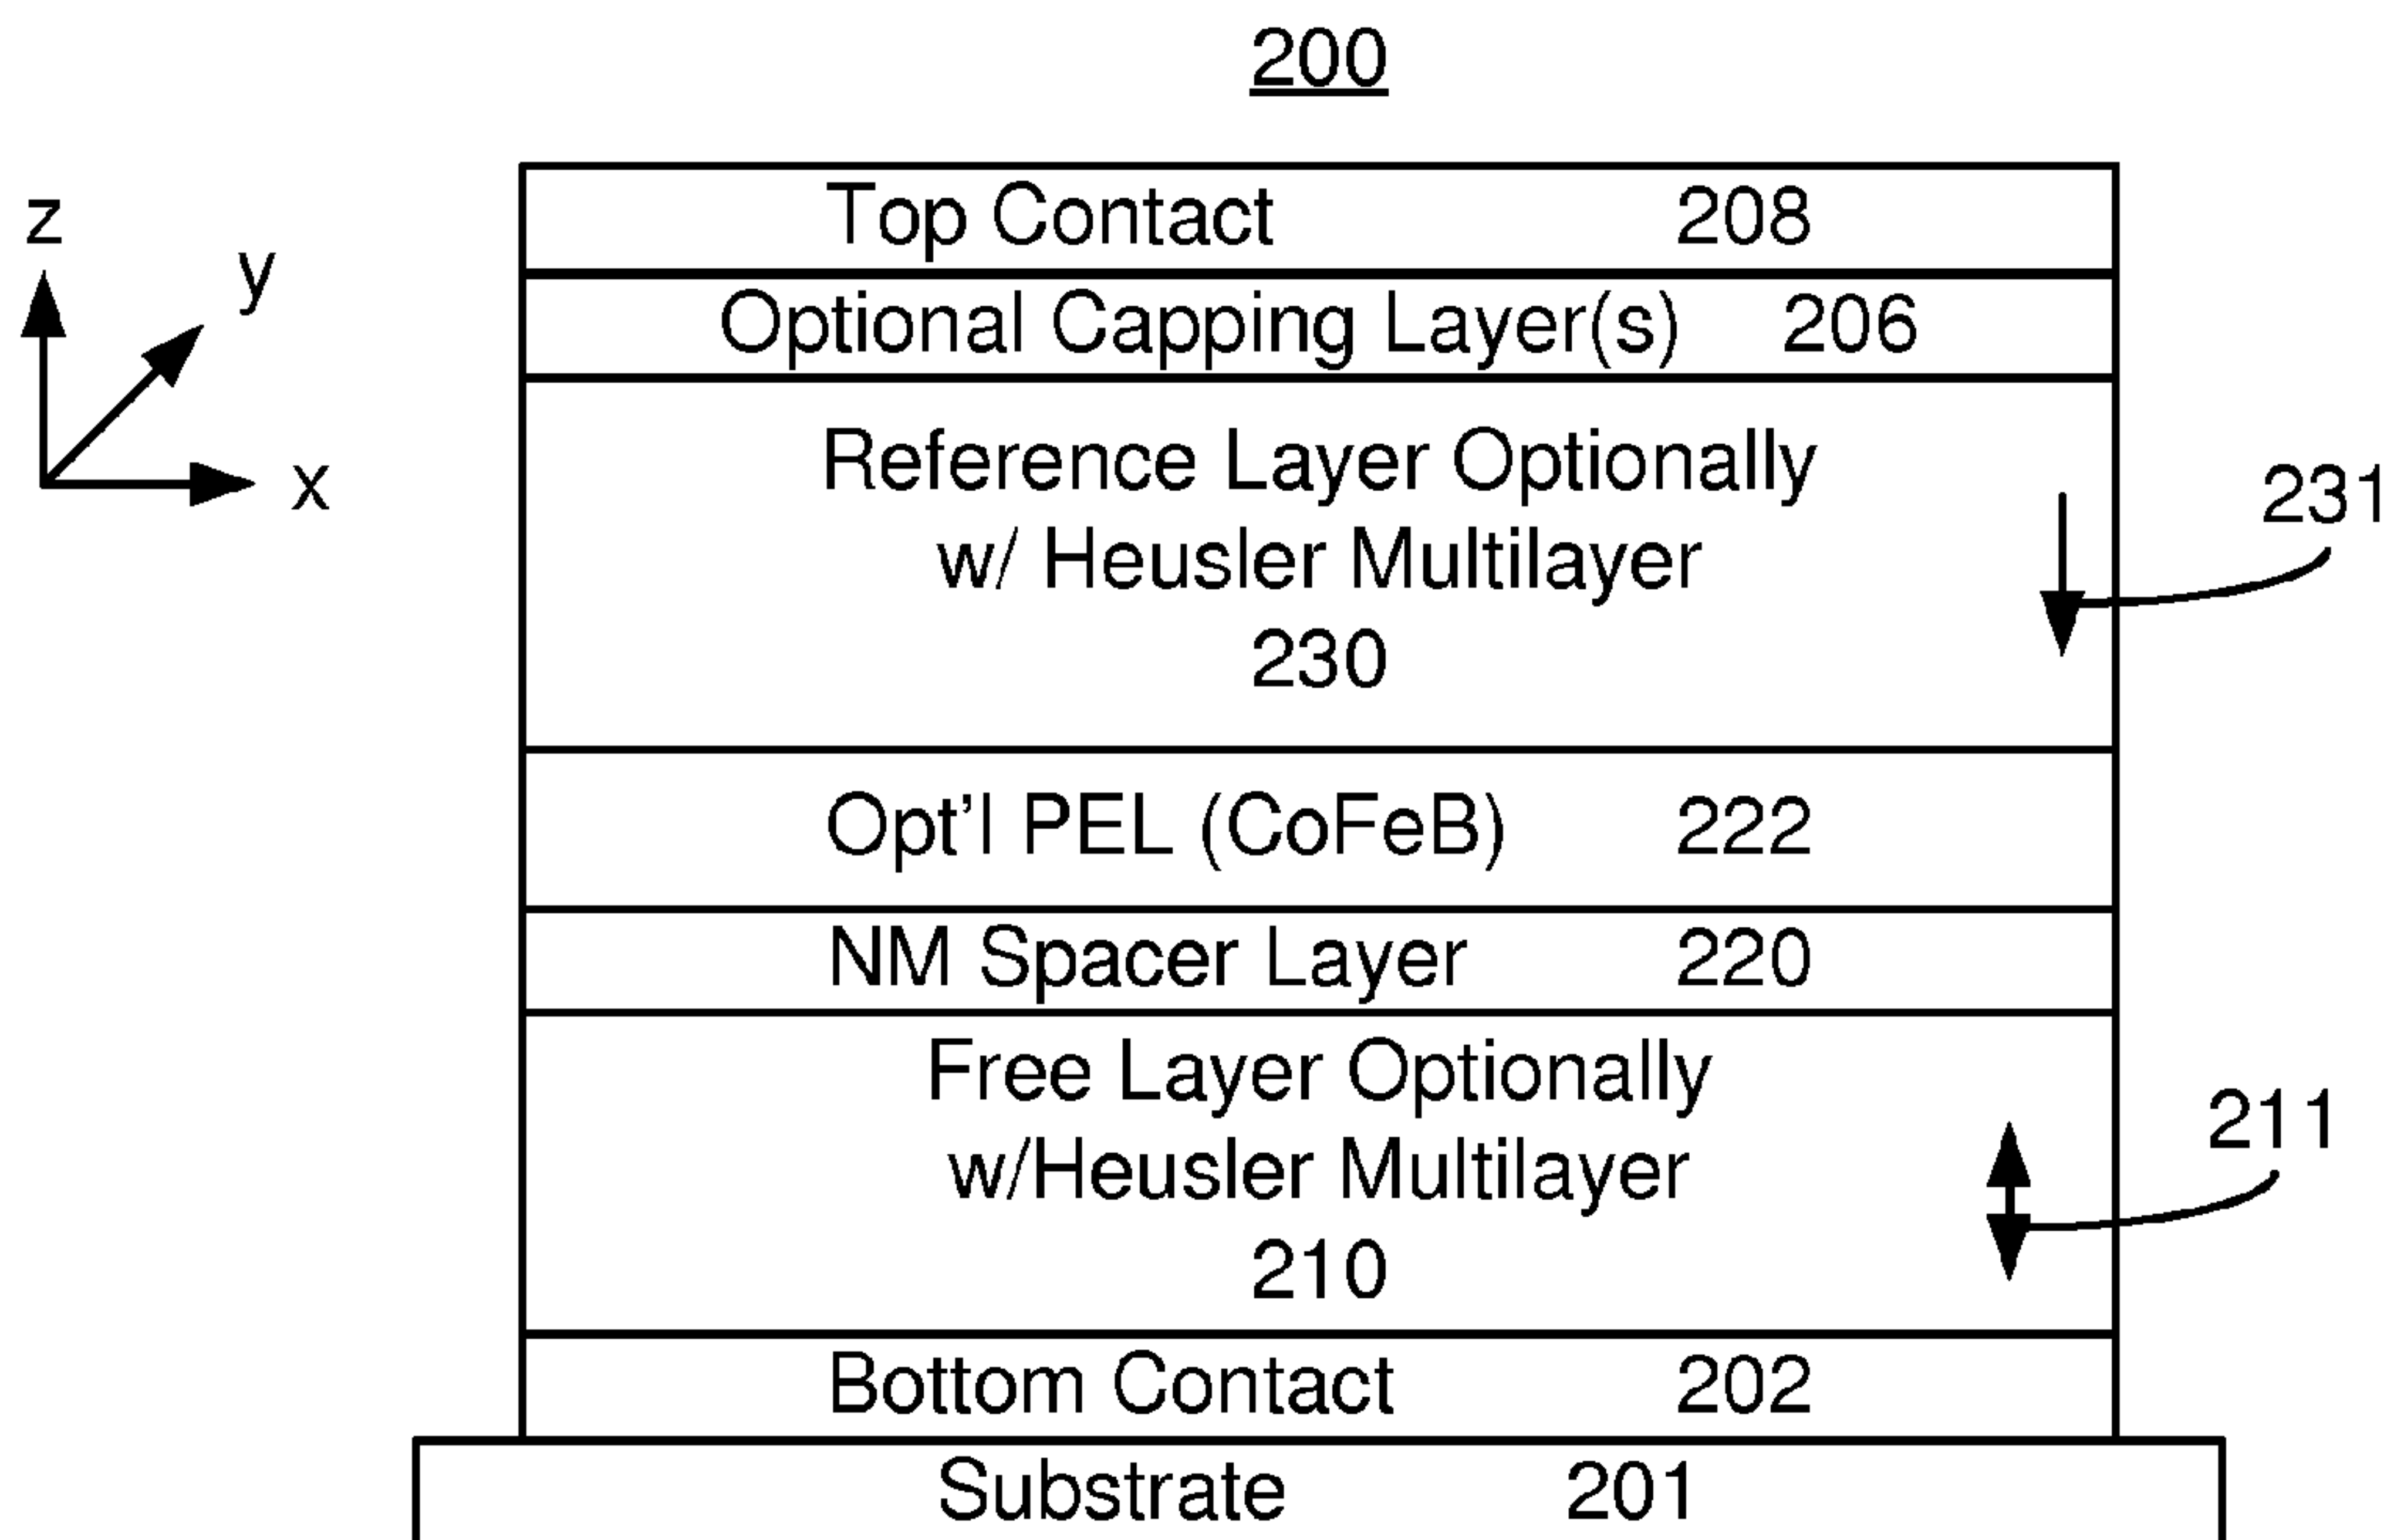 200
z
y
x
Top Contact 208
Optional Capping Layer(s) 206
Reference Layer Optionally
w/ Heusler Multilayer
230
231
Opt'l PEL (CoFeB) 222
NM Spacer Layer 220
Free Layer Optionally
w/Heusler Multilayer
210
211
Bottom Contact 202
Substrate 201